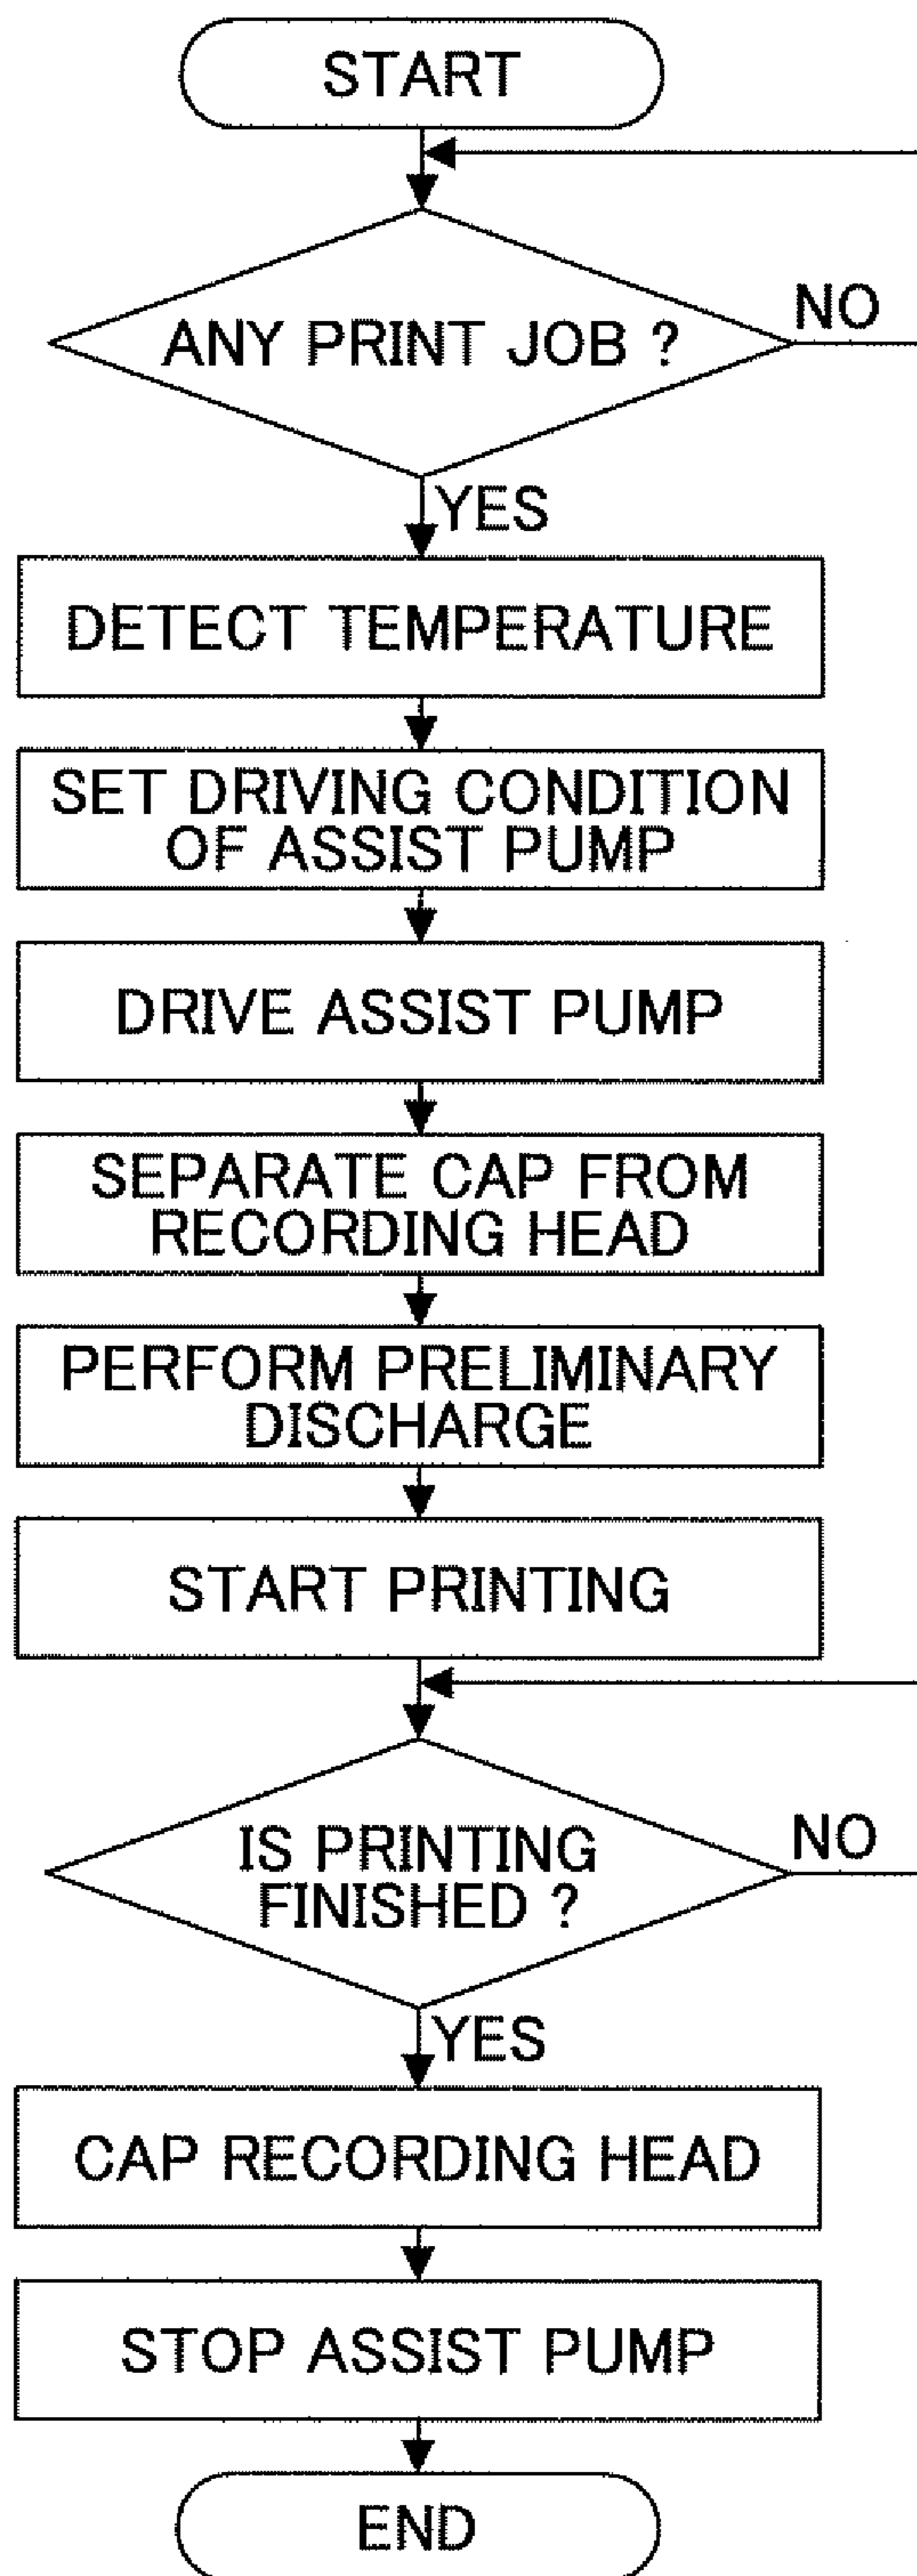 START
ANY PRINT JOB ?
NO
YES
DETECT TEMPERATURE
SET DRIVING CONDITION
OF ASSIST PUMP
DRIVE ASSIST PUMP
SEPARATE CAP FROM
RECORDING HEAD
PERFORM PRELIMINARY
DISCHARGE
START PRINTING
IS PRINTING
FINISHED ?
NO
YES
CAP RECORDING HEAD
STOP ASSIST PUMP
END